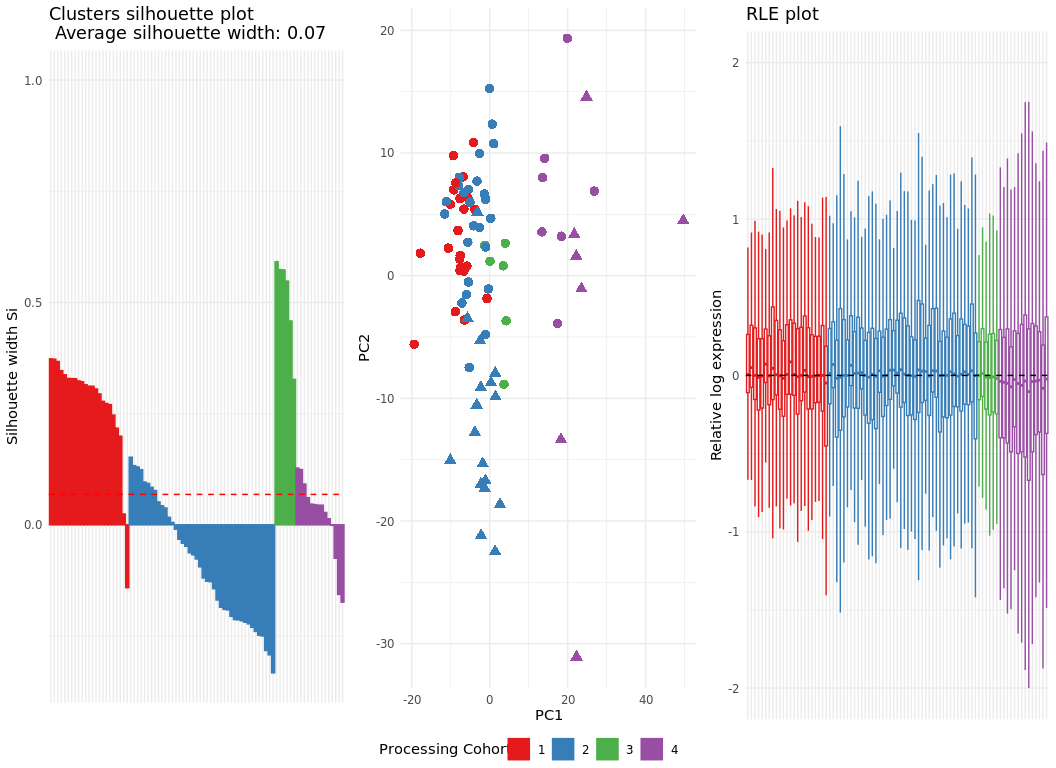 Clusters silhouette plot
Average silhouette width: 0.07
Silhouette width Si
1.0
0.5
0.0
PC2
20
10
0
-10
-20
-30
-20
0
20
40
PC1
RLE plot
Relative log expression
2
1
0
-1
-2
Processing Cohort 1 2 3 4